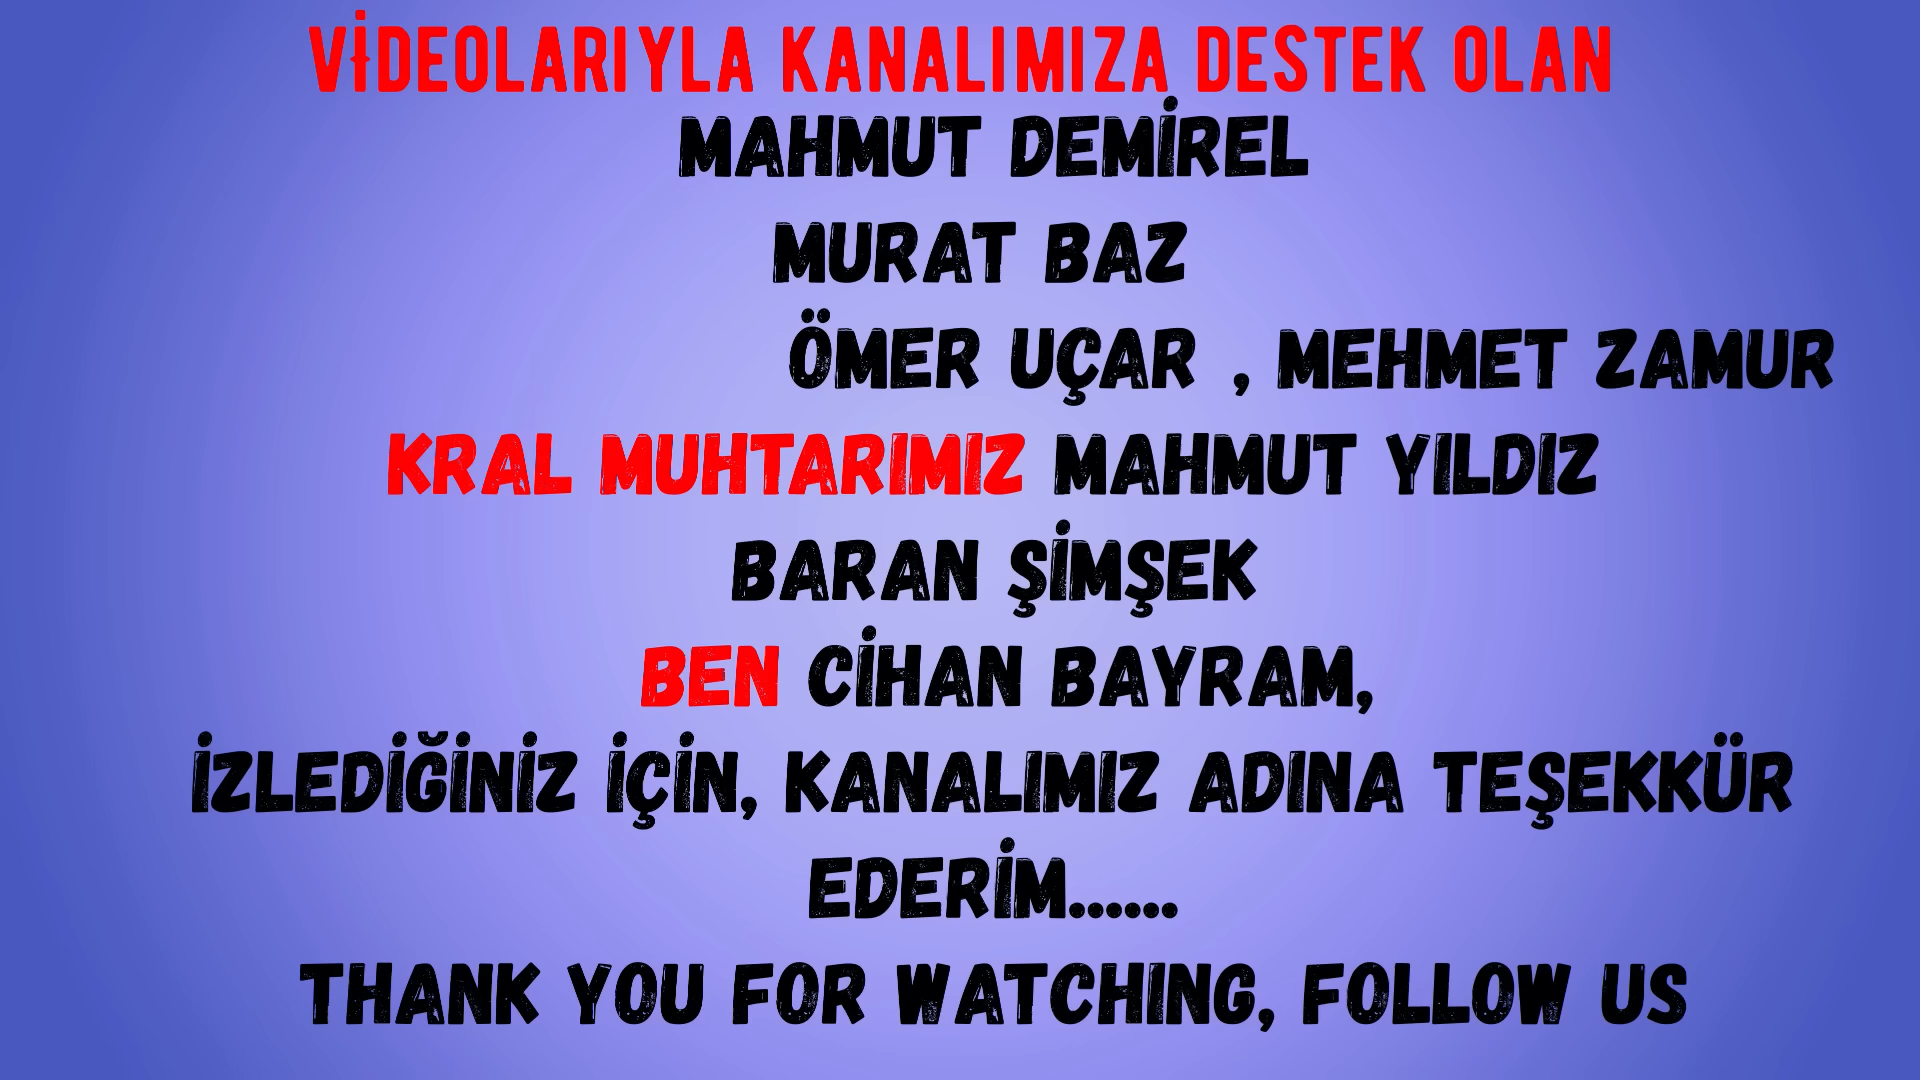 VİDEOLARIYLA KANALIMIZA DESTEK OLAN
MAHMUT DEMİREL
MURAT BAZ
ÖMER UÇAR , MEHMET ZAMUR
KRAL MUHTARIMIZ MAHMUT YILDIZ
BARAN ŞİMŞEK
BEN CİHAN BAYRAM,
İZLEDİĞİNİZ İÇİN, KANALIMIZ ADINA TEŞEKKÜR
EDERİM......
THANK YOU FOR WATCHING, FOLLOW US